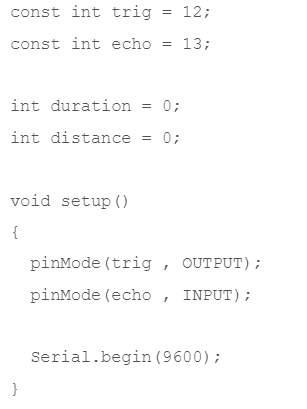 const int trig = 12;
const int echo = 13;
int duration = 0;
int distance = 0;
void setup()
{
pinMode(trig , OUTPUT);
pinMode(echo , INPUT);
Serial.begin(9600);
}